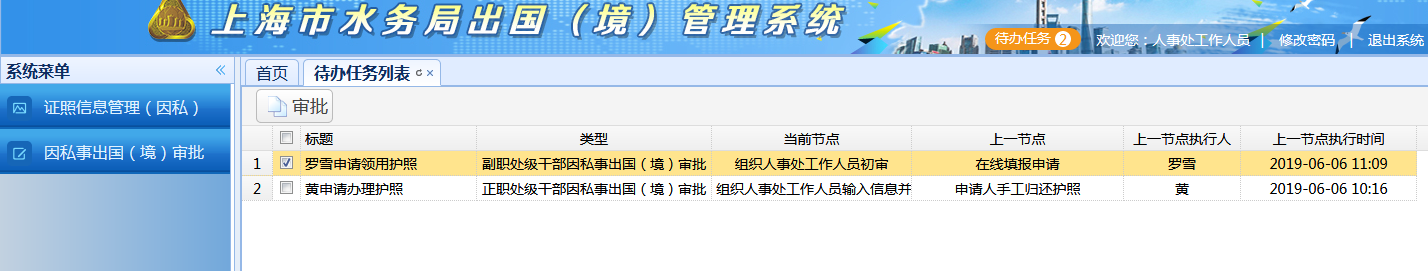 上海市水务局出国（境）管理系统
待办任务 2 欢迎您：人事处工作人员 | 修改密码 | 退出系统
系统菜单
首页 待办任务列表
证照信息管理（因私）
因私事出国（境）审批
审批
标题 类型 当前节点 上一节点 上一节点执行人 上一节点执行时间
1 罗雪申请领用护照 副职处级干部因私事出国（境）审批 组织人事处工作人员初审 在线填报申请 罗雪 2019-06-06 11:09
2 黄申请办理护照 正职处级干部因私事出国（境）审批 组织人事处工作人员输入信息并 申请人手工归还护照 黄 2019-06-06 10:16